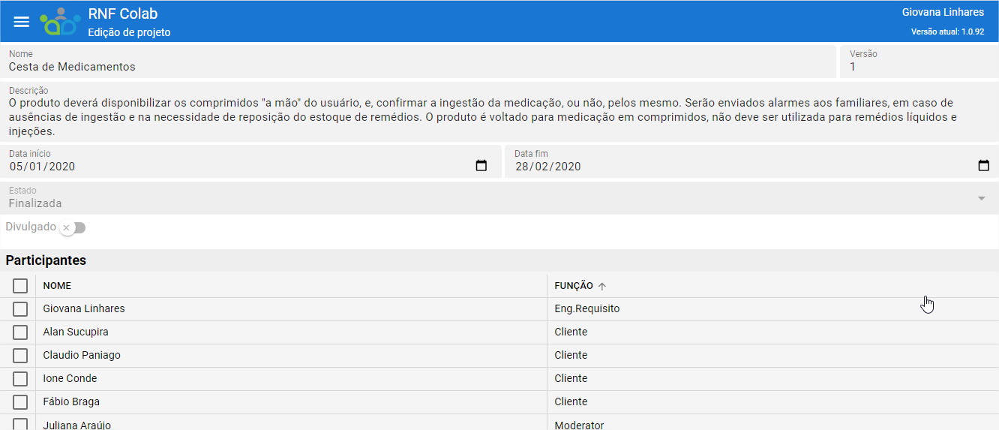 RNF Colab
Edição de projeto
Giovana Linhares
Versão atual: 1.0.92
Nome
Cesta de Medicamentos
Versão
1
Descrição
O produto deverá disponibilizar os comprimidos "a mão" do usuário, e, confirmar a ingestão da medicação, ou não, pelos mesmo. Serão enviados alarmes aos familiares, em caso de
ausências de ingestão e na necessidade de reposição do estoque de remédios. O produto é voltado para medicação em comprimidos, não deve ser utilizada para remédios líquidos e
injeções.
Data início
05/01/2020
Data fim
28/02/2020
Estado
Finalizada
Divulgado
Participantes
NOME FUNÇÃO
Giovana Linhares Eng.Requisito
Alan Sucupira Cliente
Claudio Paniago Cliente
Ione Conde Cliente
Fábio Braga Cliente
Juliana Araújo Moderator